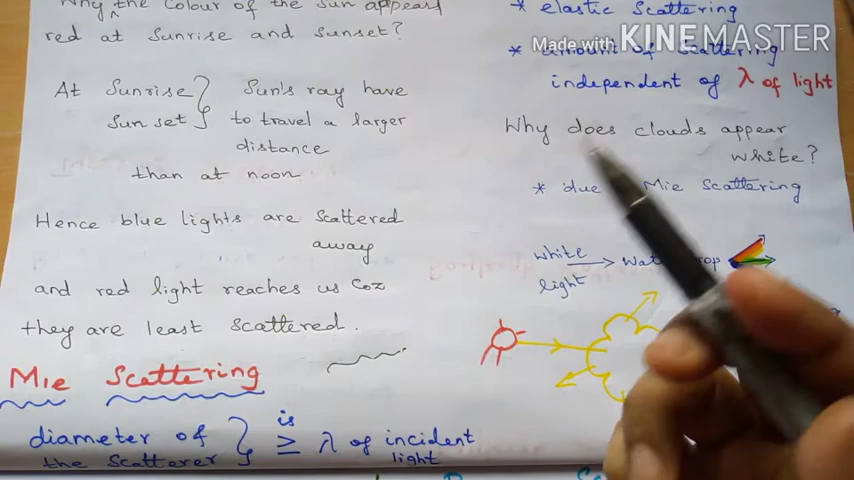 Why the colour of the Sun appears
red at Sunrise and Sunset?
At Sunrise Sun's ray have
Sun set to travel a larger
distance
than at noon
Hence blue lights are scattered
away
and red light reaches us Coz
they are least scattered.
Mie Scattering
diameter of is
≥ λ of incident
the scatterer light
* elastic scattering
Made with KINEMASTER
* amount of scattering
independent of λ of light
Why does clouds appear
white?
* due Mie Scattering
white
light